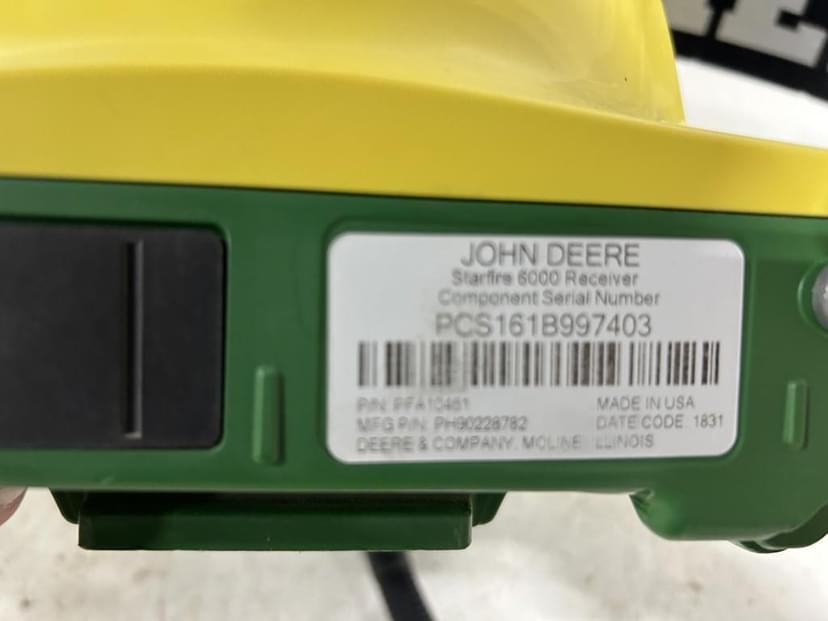 JOHN DEERE
Starfire 6000 Receiver
Component Serial Number
PCS161B997403
P/N: PFA10461
MADE IN USA
MFG P/N: PH90228782
DATE CODE: 1831
DEERE & COMPANY, MOLINE, ILLINOIS